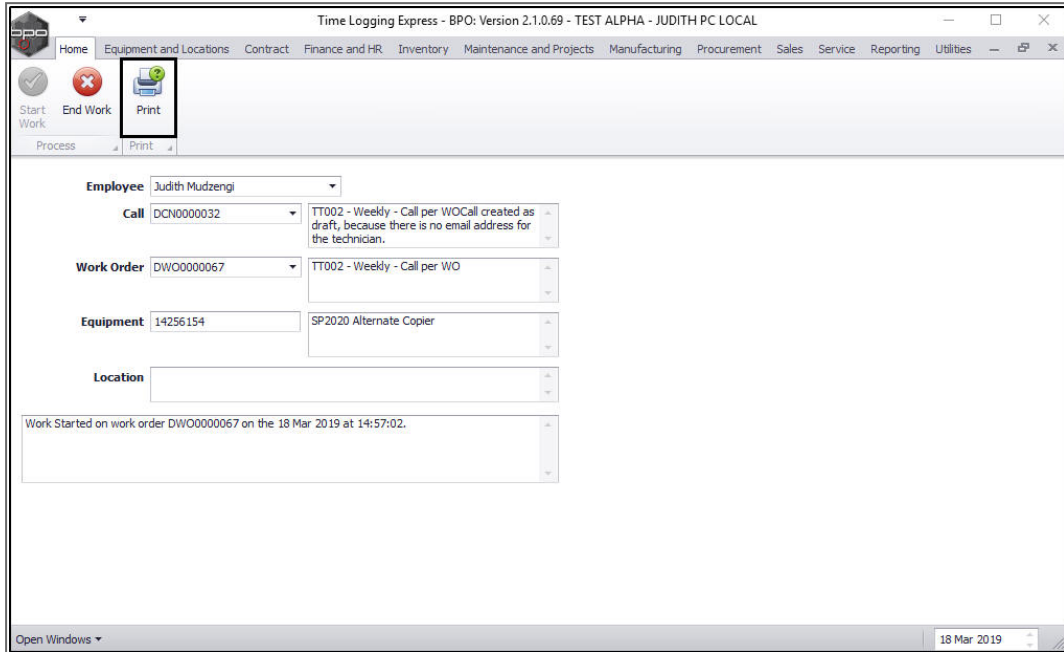 Time Logging Express - BPO: Version 2.1.0.69 - TEST ALPHA - JUDITH PC LOCAL
bpo
Home Equipment and Locations Contract Finance and HR Inventory Maintenance and Projects Manufacturing Procurement Sales Service Reporting Utilities
Start Work
End Work
Print
Process
Print
Employee Judith Mudzengi
Call DCN0000032
TT002 - Weekly - Call per WOCall created as
draft, because there is no email address for
the technician.
Work Order DWO0000067 TT002 - Weekly - Call per WO
Equipment 14256154 SP2020 Alternate Copier
Location
Work Started on work order DWO0000067 on the 18 Mar 2019 at 14:57:02.
Open Windows 18 Mar 2019